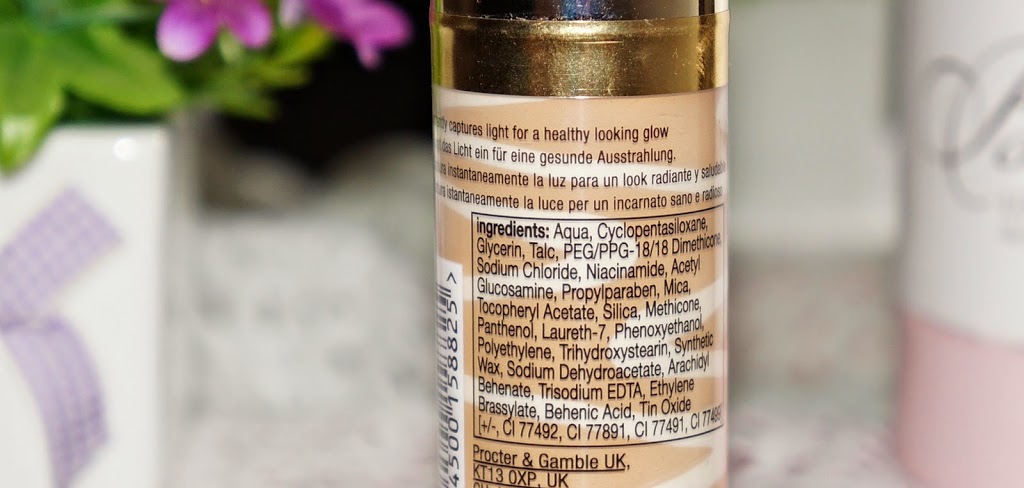 captures light for a healthy looking glow
das Licht ein für eine gesunde Ausstrahlung.
instantaneamente la luz para un look radiante y
istantaneamente la luce per un incarnato sano e radioso
ingredients: Aqua, Cyclopentasiloxane,
Glycerin, Talc, PEG/PPG-18/18 Dimethicone,
Sodium Chloride, Niacinamide, Acetyl
Glucosamine, Propylparaben, Mica,
Tocopheryl Acetate, Silica, Methicone,
Panthenol, Laureth-7, Phenoxyethanol,
Polyethylene, Trihydroxystearin, Synthetic
Wax, Sodium Dehydroacetate, Arachidyl
Behenate, Trisodium EDTA, Ethylene
Brassylate, Behenic Acid, Tin Oxide
[+/-, CI 77492, CI 77891, CI 77491, CI
Procter & Gamble UK,
KT13 0XP, UK
45001158825